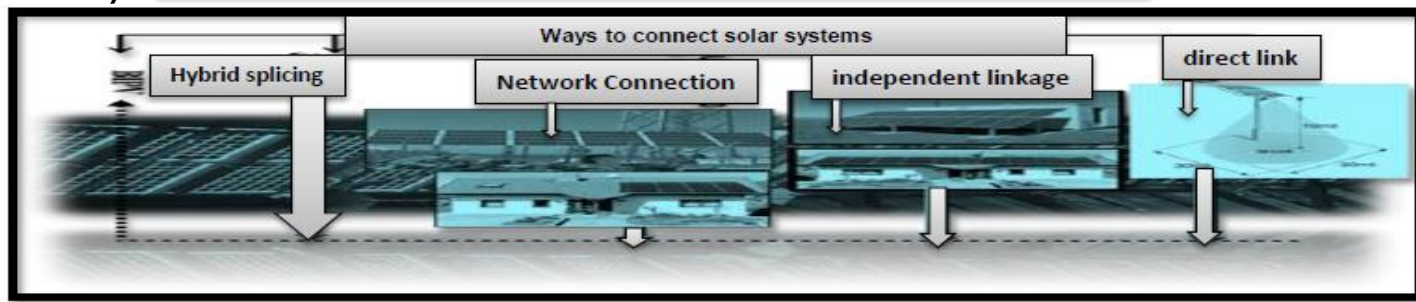 Ways to connect solar systems
Hybrid splicing
Network Connection
independent linkage
direct link